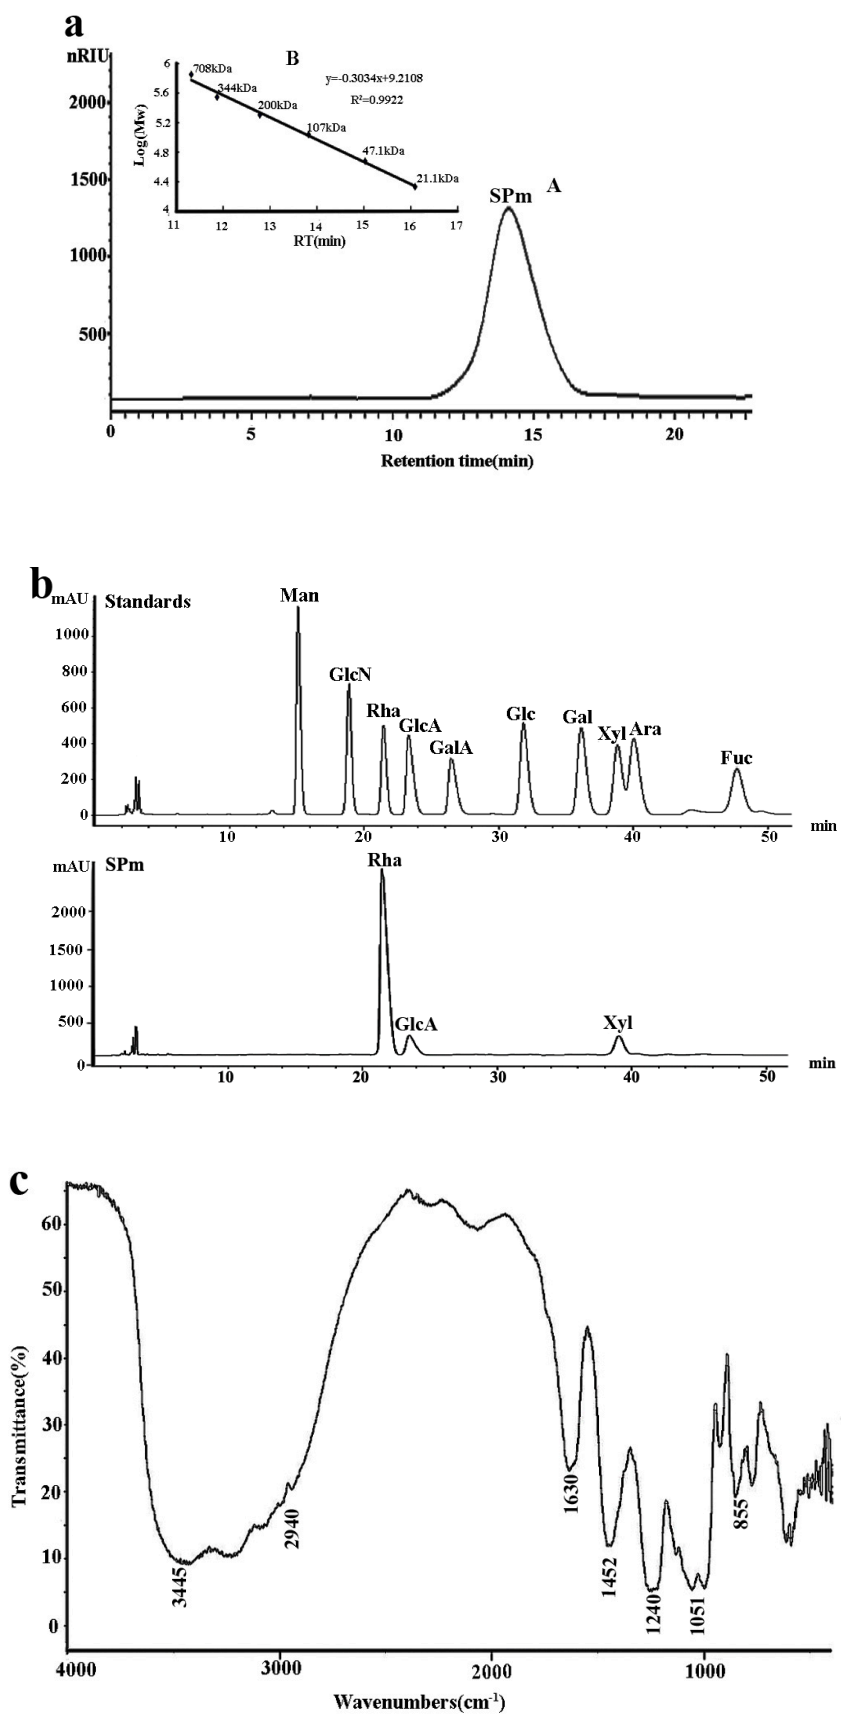 a
nRIU
2000
1500
1000
500
B
6
5.6
5.2
4.8
4.4
4
Log(Mw)
708kDa
344kDa
200kDa
107kDa
47.1kDa
21.1kDa
y=-0.3034x+9.2108
R²=0.9922
11 12 13 14 15 16 17
RT(min)
SPm A
0 5 10 15 20
Retention time(min)
b
mAU Standards
1000
800
600
400
200
0
Man
GlcN
Rha
GlcA
GalA
Glc
Gal
Xyl
Ara
Fuc
10 20 30 40 50 min
mAU SPm
2000
1500
1000
500
0
Rha
GlcA
Xyl
10 20 30 40 50 min
c
Transmittance(%)
60
50
40
30
20
10
0
3445
2940
1630
1452
1240
1051
855
4000 3000 2000 1000
Wavenumbers(cm-1)